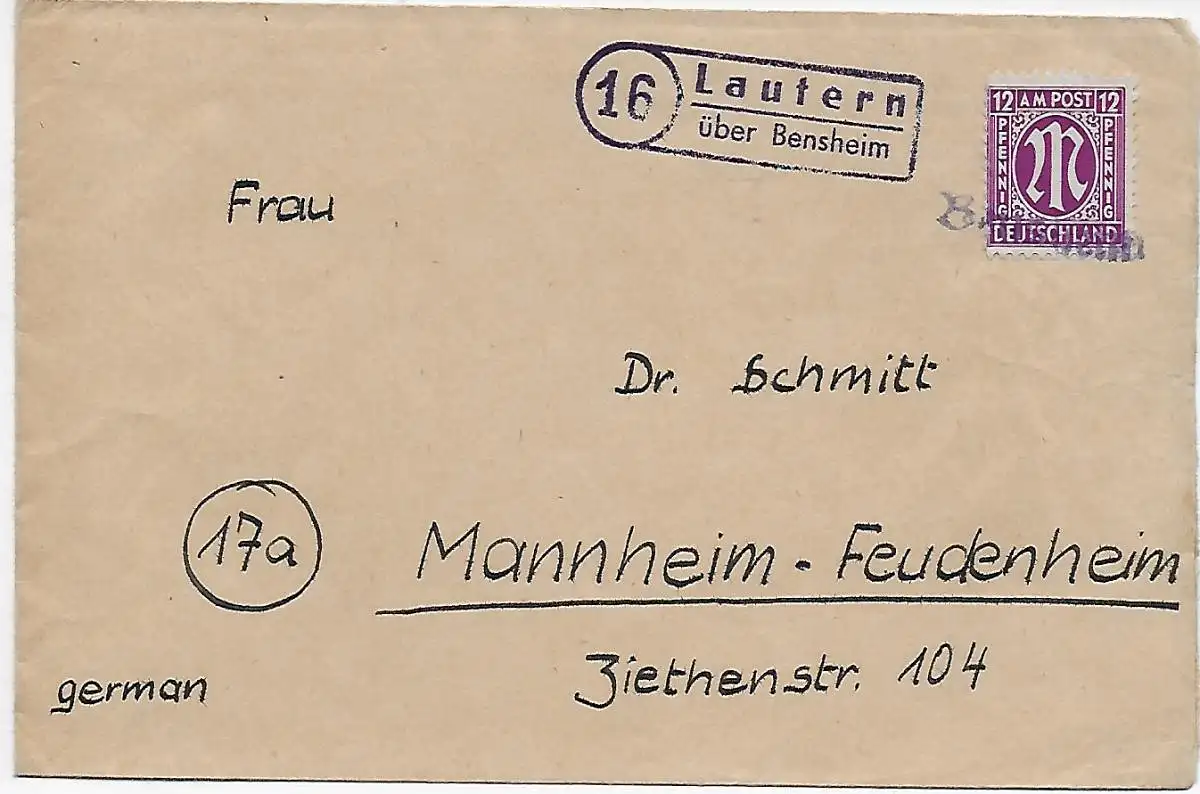 16
Lautern
über Bensheim
12 AM POST 12
PFENNIG
PFENNIG
DEUTSCHLAND
Frau
Dr. Schmitt
17a
Mannheim - Feudenheim
Ziethenstr. 104
german